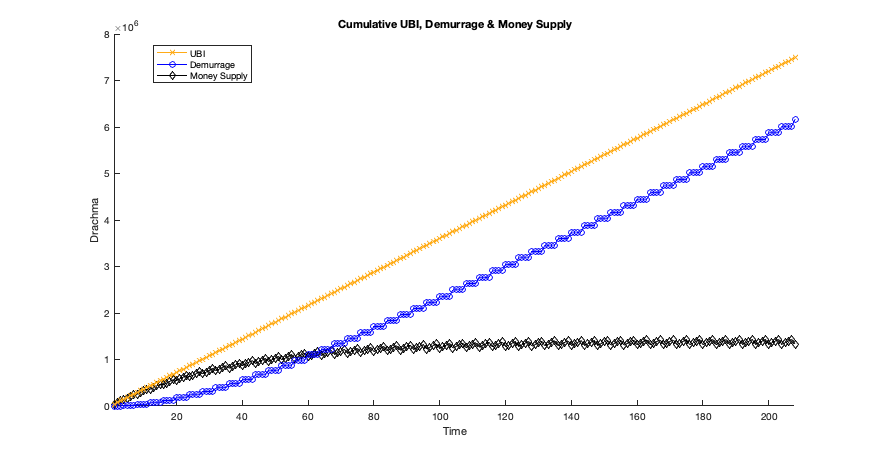 Cumulative UBI, Demurrage & Money Supply
×10^6
UBI
Demurrage
Money Supply
8
7
6
5
4
3
2
1
0
Drachma
20 40 60 80 100 120 140 160 180 200
Time